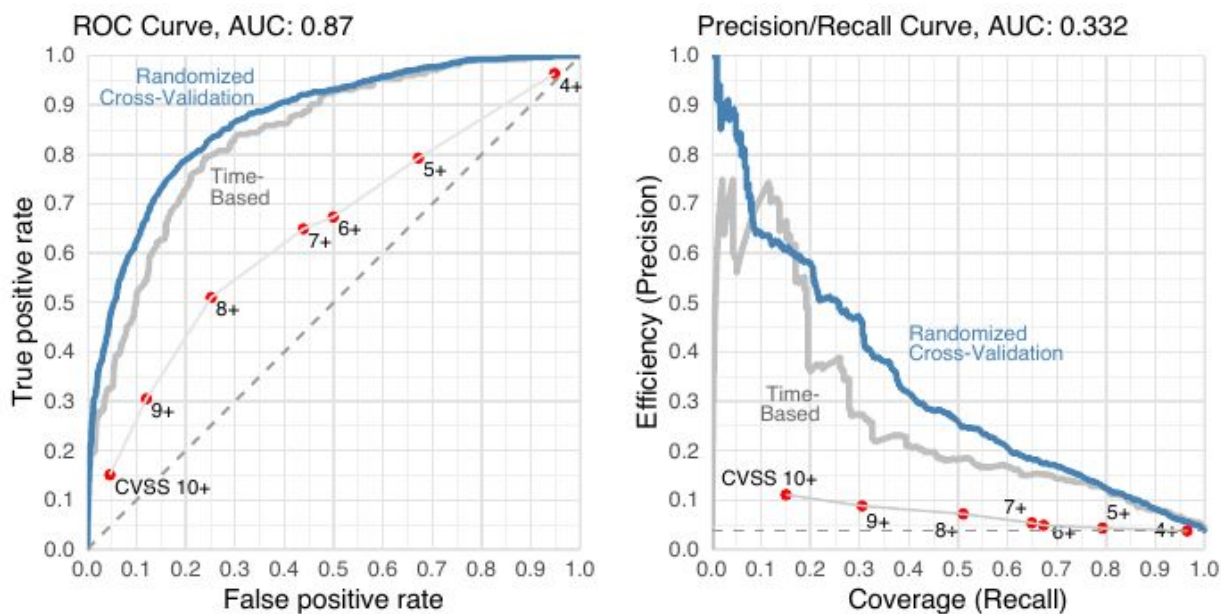 ROC Curve, AUC: 0.87
1.0
0.9
0.8
0.7
0.6
0.5
0.4
0.3
0.2
0.1
0.0
True positive rate
Randomized
Cross-Validation
Time-
Based
4+
5+
6+
7+
8+
9+
CVSS 10+
0.0 0.1 0.2 0.3 0.4 0.5 0.6 0.7 0.8 0.9 1.0
False positive rate
Precision/Recall Curve, AUC: 0.332
1.0
0.9
0.8
0.7
0.6
0.5
0.4
0.3
0.2
0.1
0.0
Efficiency (Precision)
Randomized
Cross-Validation
Time-
Based
CVSS 10+
9+
8+
7+
6+
5+
4+
0.0 0.1 0.2 0.3 0.4 0.5 0.6 0.7 0.8 0.9 1.0
Coverage (Recall)